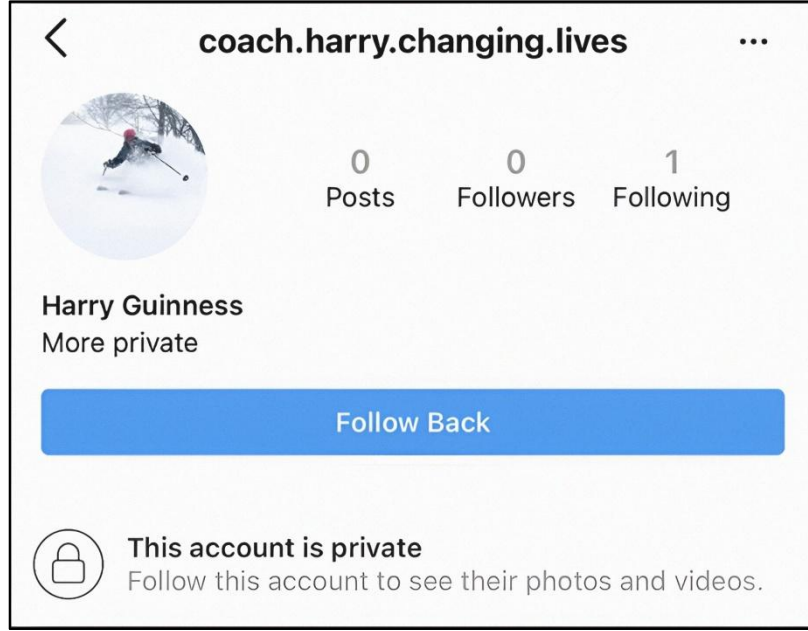 coach.harry.changing.lives
0 0 1
Posts Followers Following
Harry Guinness
More private
Follow Back
This account is private
Follow this account to see their photos and videos.